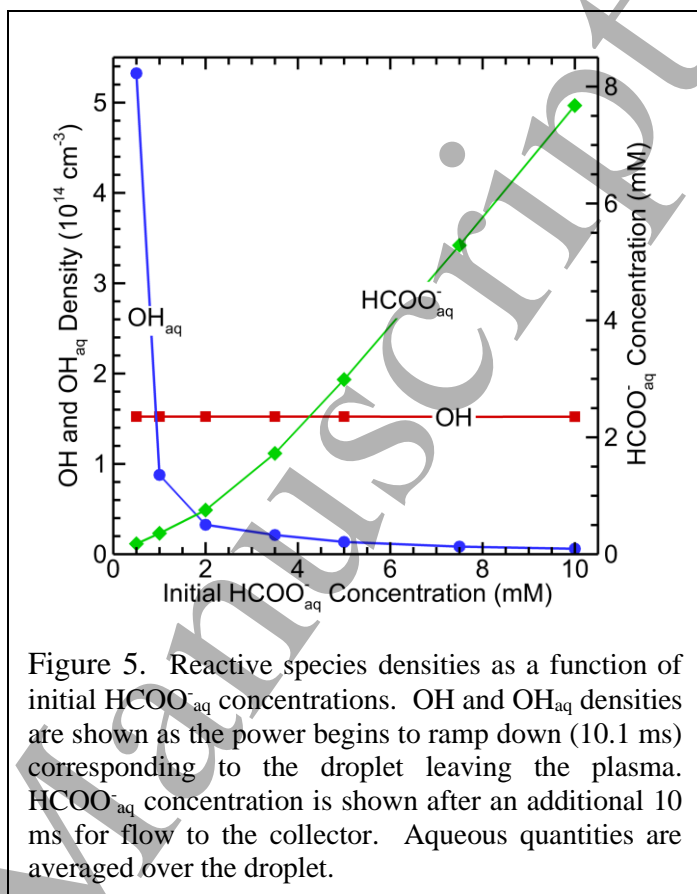 5
4
3
2
1
0
OH and OHaq Density (10^14 cm^-3)
8
6
4
2
0
HCOO^-aq Concentration (mM)
OHaq
HCOO^-aq
OH
0 2 4 6 8 10
Initial HCOO^-aq Concentration (mM)
Manuscript
Figure 5. Reactive species densities as a function of
initial HCOO^-aq concentrations. OH and OHaq densities
are shown as the power begins to ramp down (10.1 ms)
corresponding to the droplet leaving the plasma.
HCOO^-aq concentration is shown after an additional 10
ms for flow to the collector. Aqueous quantities are
averaged over the droplet.